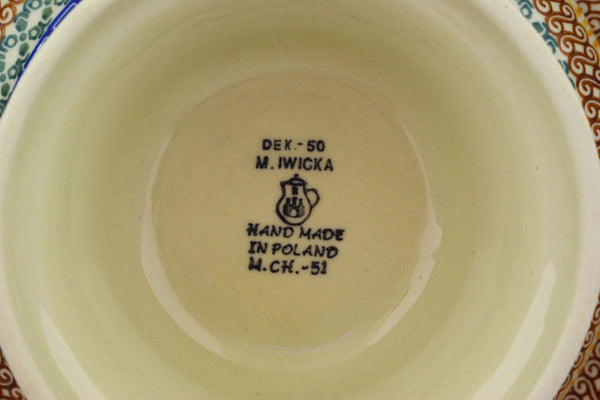 DEK.-50
M. IWICKA
HAND MADE
IN POLAND
M.CH.-51